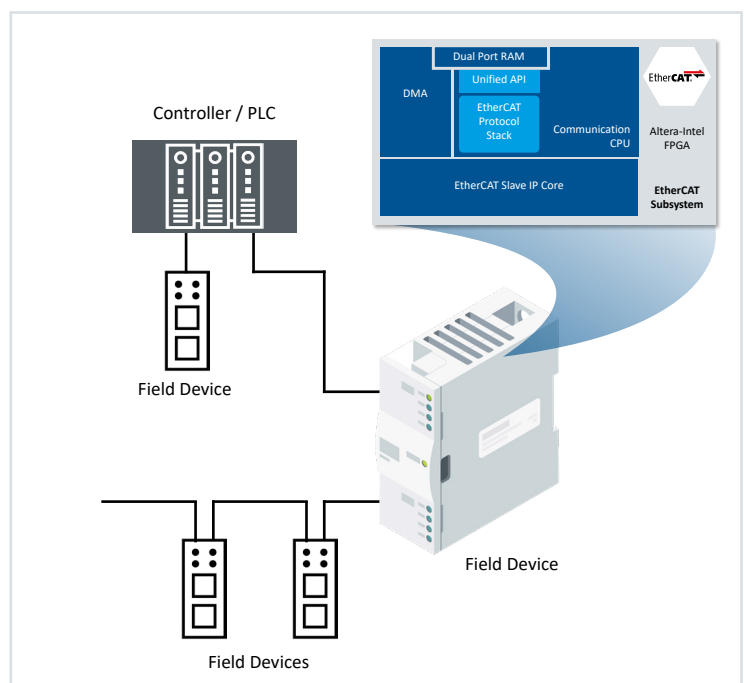 Dual Port RAM
Unified API
DMA
EtherCAT
Protocol
Stack
Communication
CPU
EtherCAT Slave IP Core
EtherCAT
Altera-Intel
FPGA
EtherCAT
Subsystem
Controller / PLC
Field Device
Field Device
Field Devices